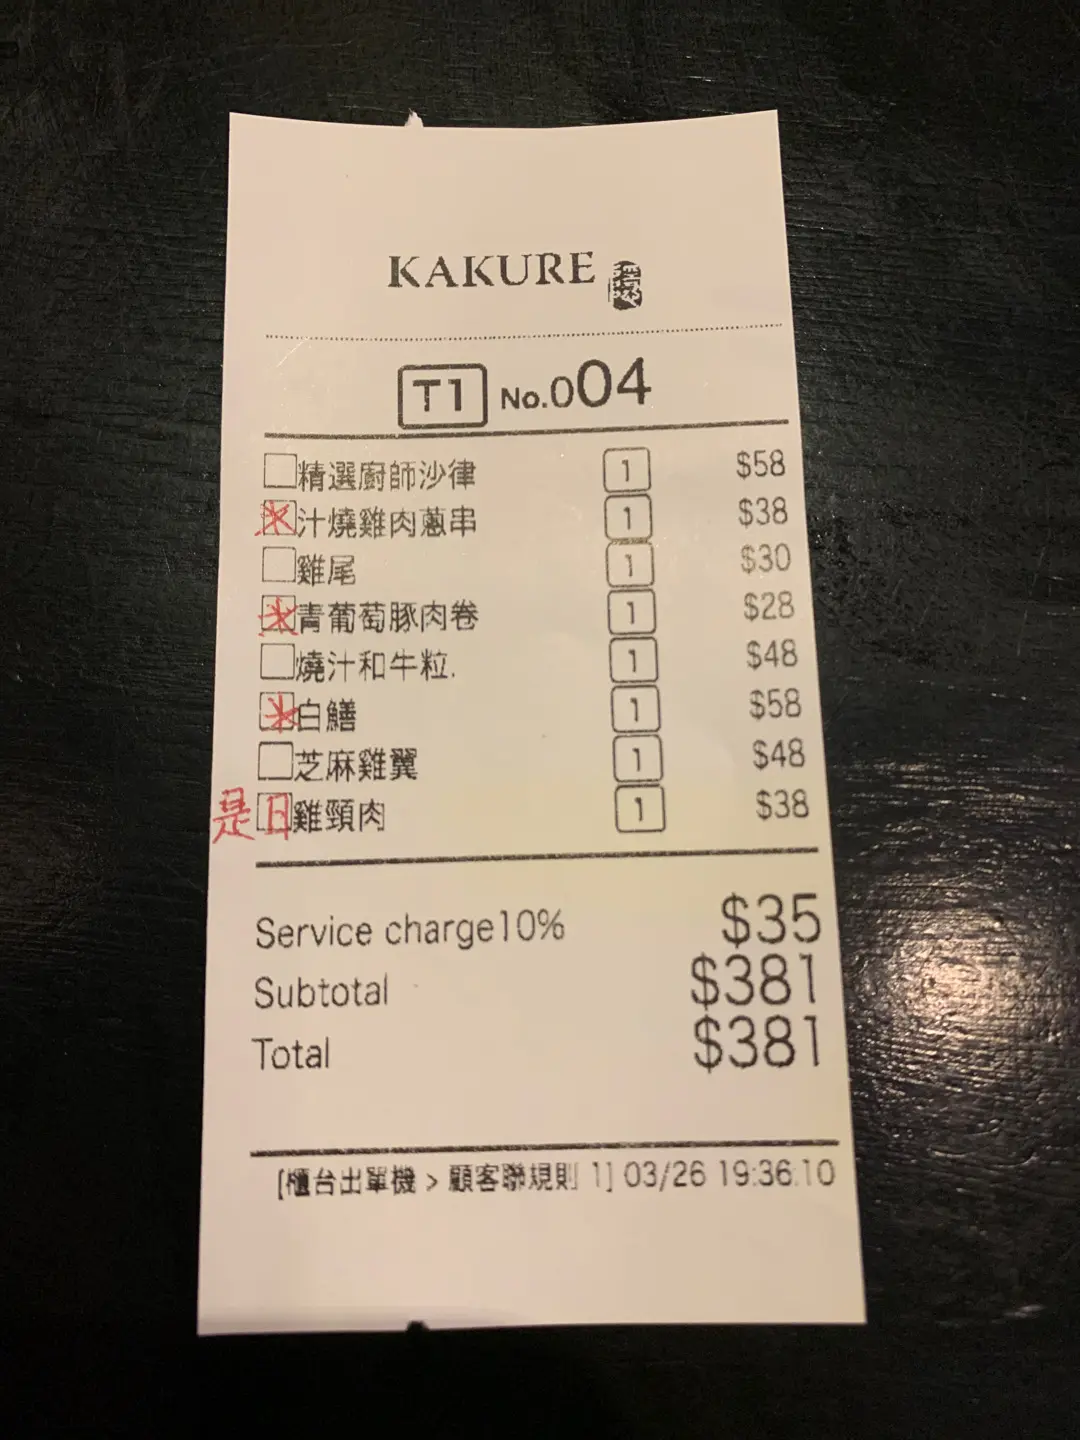 KAKURE 隱
T1 No.004
精選廚師沙律 1 $58
汁燒雞肉蔥串 1 $38
雞尾 1 $30
青葡萄豚肉卷 1 $28
燒汁和牛粒. 1 $48
白鱔 1 $58
芝麻雞翼 1 $48
是日雞頸肉 1 $38
Service charge10% $35
Subtotal $381
Total $381
[櫃台出單機 > 顧客聯規則 1] 03/26 19:36:10